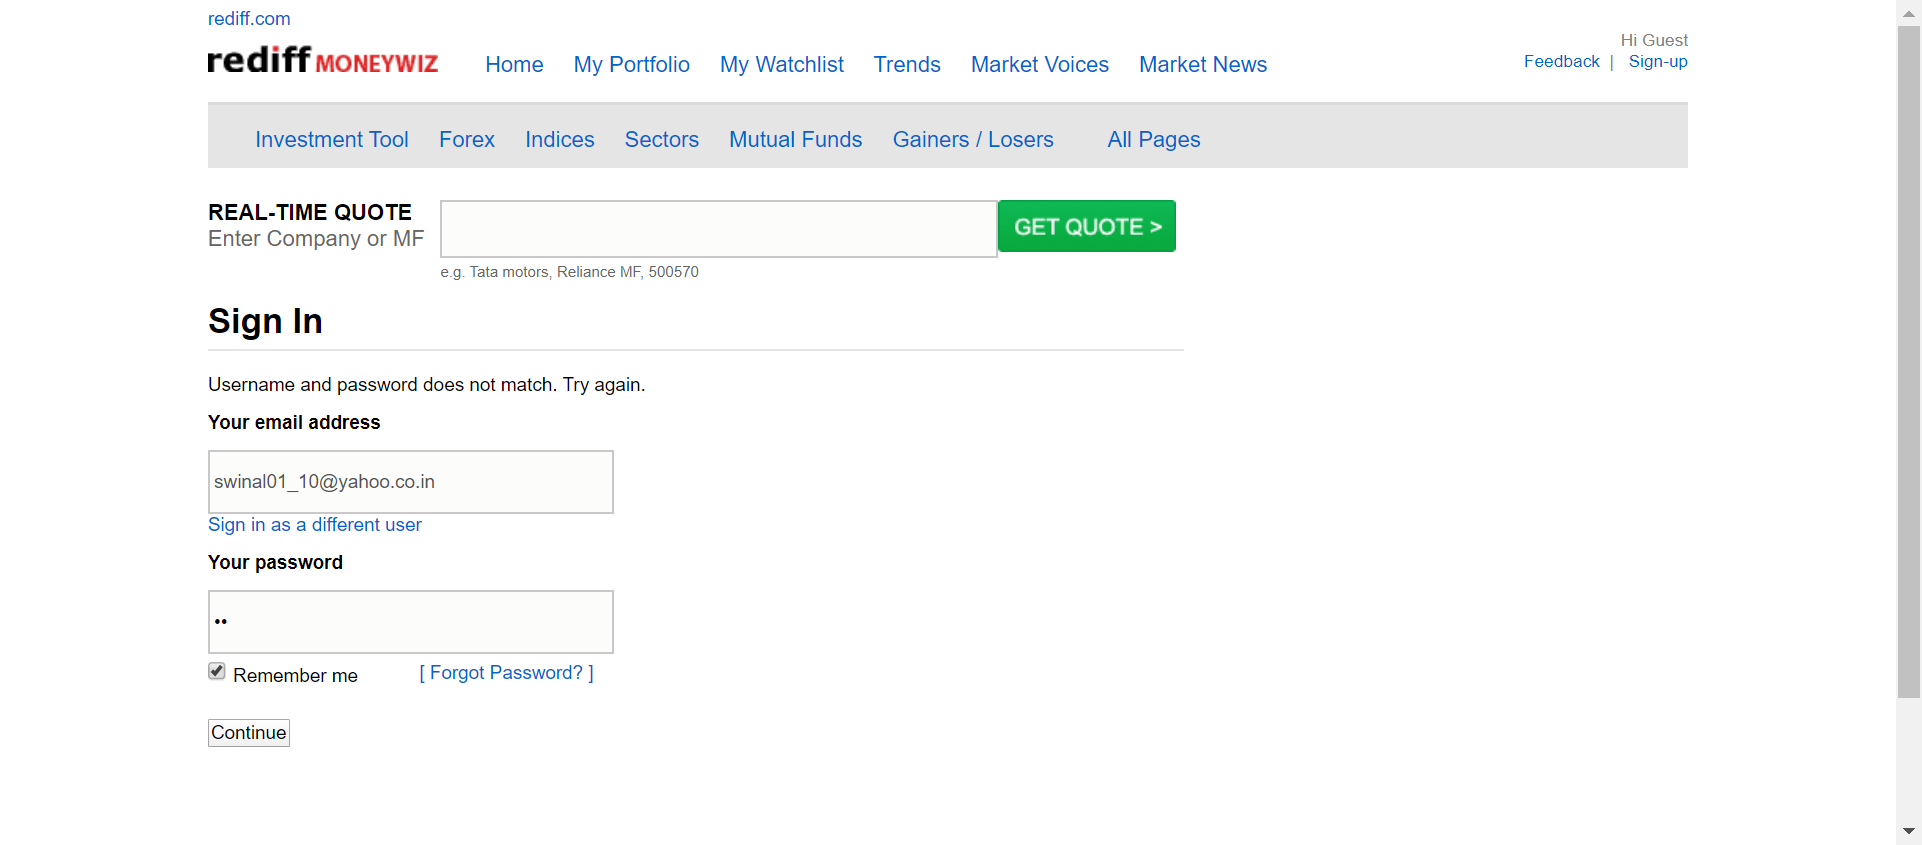 rediff.com
rediff MONEYWIZ
Home My Portfolio My Watchlist Trends Market Voices Market News
Hi Guest
Feedback | Sign-up
Investment Tool Forex Indices Sectors Mutual Funds Gainers / Losers All Pages
REAL-TIME QUOTE
Enter Company or MF
GET QUOTE >
e.g. Tata motors, Reliance MF, 500570
Sign In
Username and password does not match. Try again.
Your email address
swinal01_10@yahoo.co.in
Sign in as a different user
Your password
••
Remember me [ Forgot Password? ]
Continue